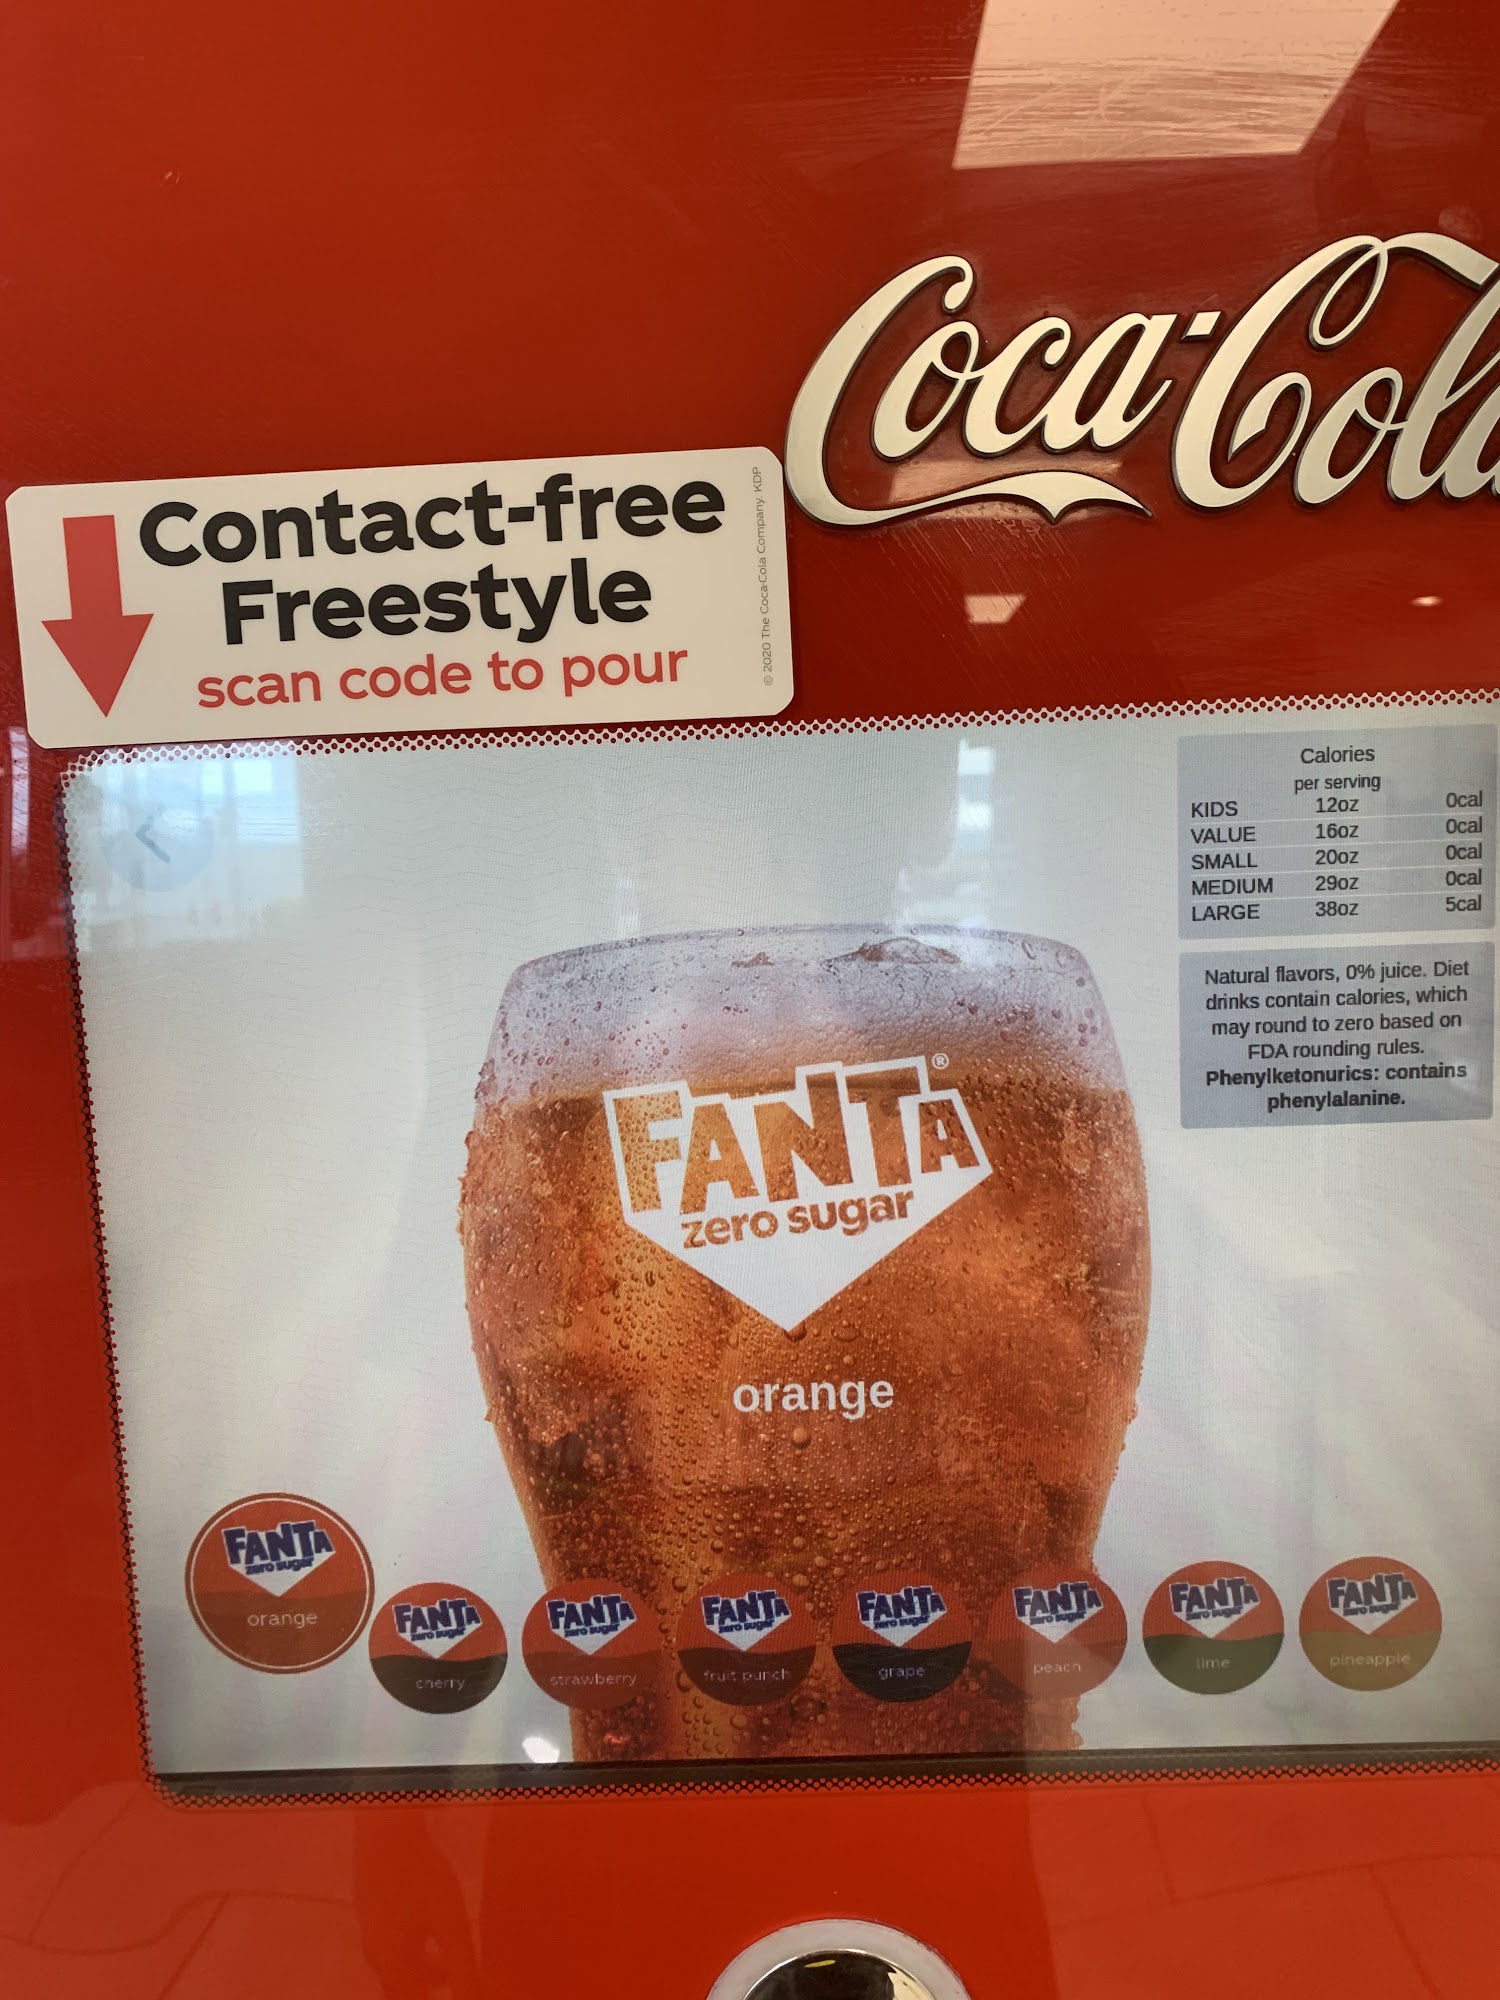 Coca-Cola
Contact-free
Freestyle
scan code to pour
© 2020 The Coca-Cola Company. KDP
Calories
per serving
KIDS 12oz 0cal
VALUE 16oz 0cal
SMALL 20oz 0cal
MEDIUM 29oz 0cal
LARGE 38oz 5cal
Natural flavors, 0% juice. Diet
drinks contain calories, which
may round to zero based on
FDA rounding rules.
Phenylketonurics: contains
phenylalanine.
FANTA®
zero sugar
orange
FANTA
zero sugar
orange
FANTA
zero sugar
cherry
FANTA
zero sugar
strawberry
FANTA
zero sugar
fruit punch
FANTA
zero sugar
grape
FANTA
zero sugar
peach
FANTA
zero sugar
lime
FANTA
zero sugar
pineapple